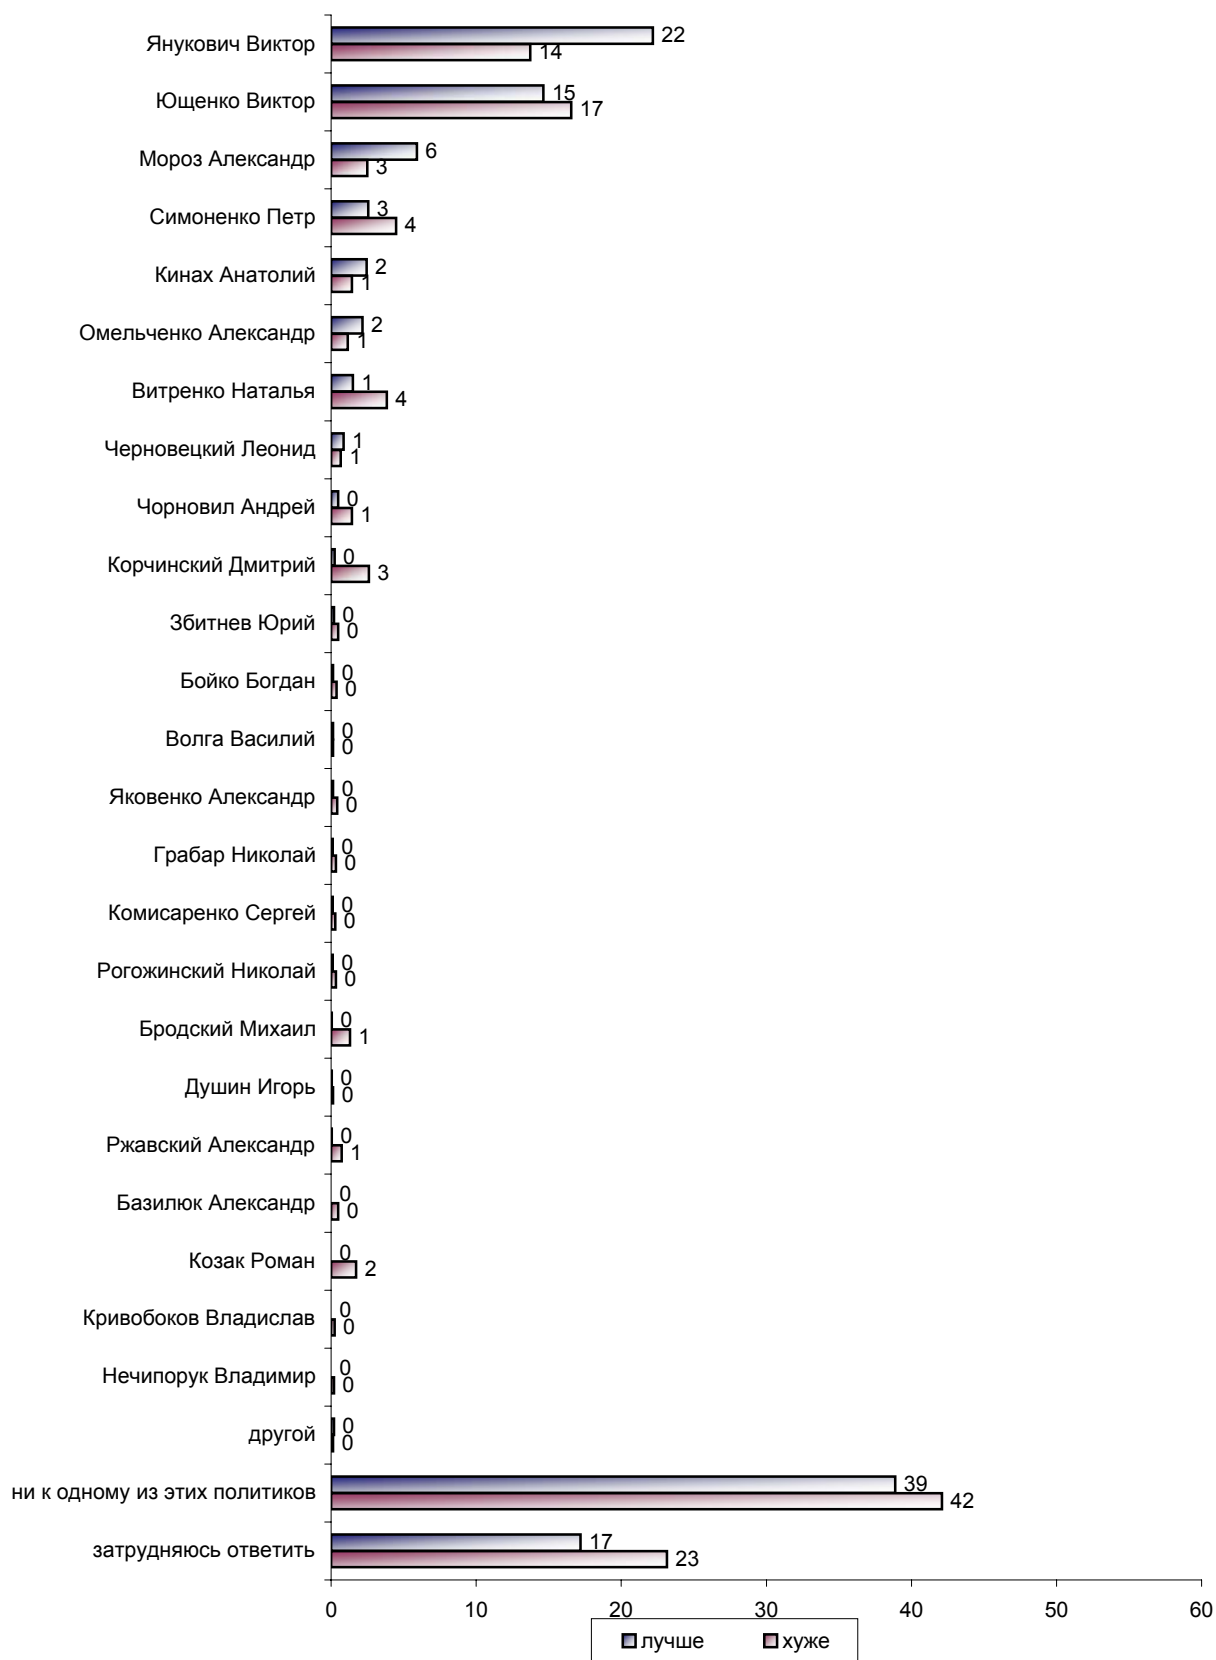 Янукович Виктор 22
14
Ющенко Виктор 15
17
Мороз Александр 6
3
Симоненко Петр 3
4
Кинах Анатолий 2
1
Омельченко Александр 2
1
Витренко Наталья 1
4
Черновецкий Леонид 1
1
Чорновил Андрей 0
1
Корчинский Дмитрий 0
3
Збитнев Юрий 0
0
Бойко Богдан 0
0
Волга Василий 0
0
Яковенко Александр 0
0
Грабар Николай 0
0
Комисаренко Сергей 0
0
Рогожинский Николай 0
0
Бродский Михаил 0
1
Душин Игорь 0
0
Ржавский Александр 0
1
Базилюк Александр 0
0
Козак Роман 0
2
Кривобоков Владислав 0
0
Нечипорук Владимир 0
0
другой 0
0
ни к одному из этих политиков 39
42
затрудняюсь ответить 17
23
0 10 20 30 40 50 60
лучше хуже